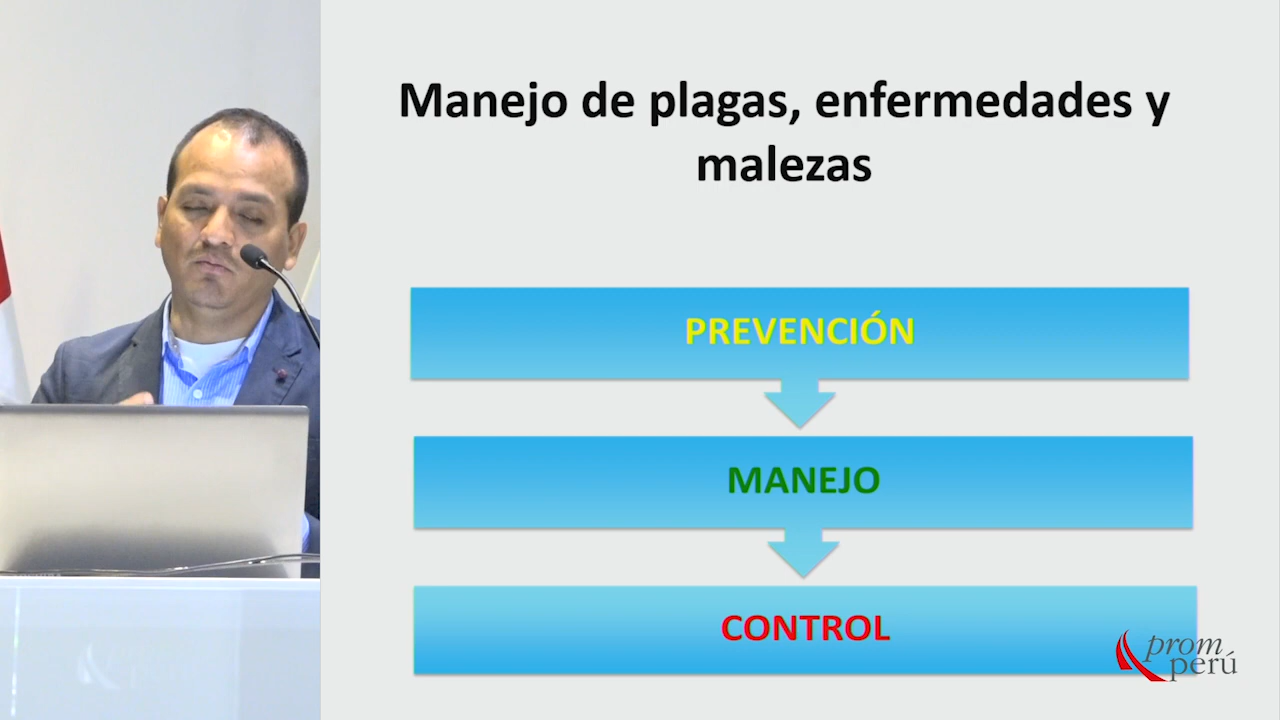 Manejo de plagas, enfermedades y
malezas
PREVENCIÓN
MANEJO
CONTROL
prom
perú